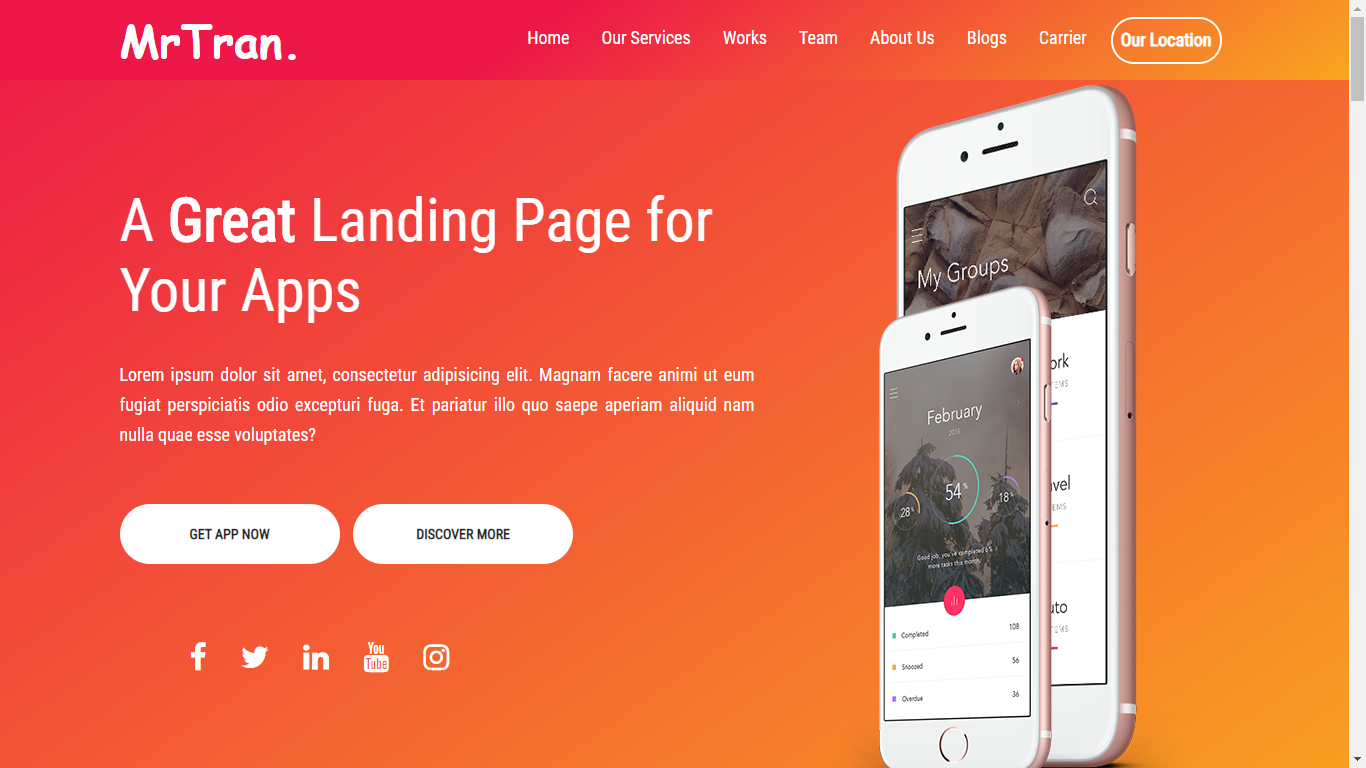 MrTran.
Home Our Services Works Team About Us Blogs Carrier Our Location
A Great Landing Page for
Your Apps
Lorem ipsum dolor sit amet, consectetur adipisicing elit. Magnam facere animi ut eum
fugiat perspiciatis odio excepturi fuga. Et pariatur illo quo saepe aperiam aliquid nam
nulla quae esse voluptates?
GET APP NOW DISCOVER MORE
You
Tube
My Groups
ork
TEMS
avel
TEMS
uto
TEMS
February
2015
54 %
28 %
18 %
Good job, you've completed 6%
more tasks this month!
Completed 108
Snoozed 56
Overdue 36